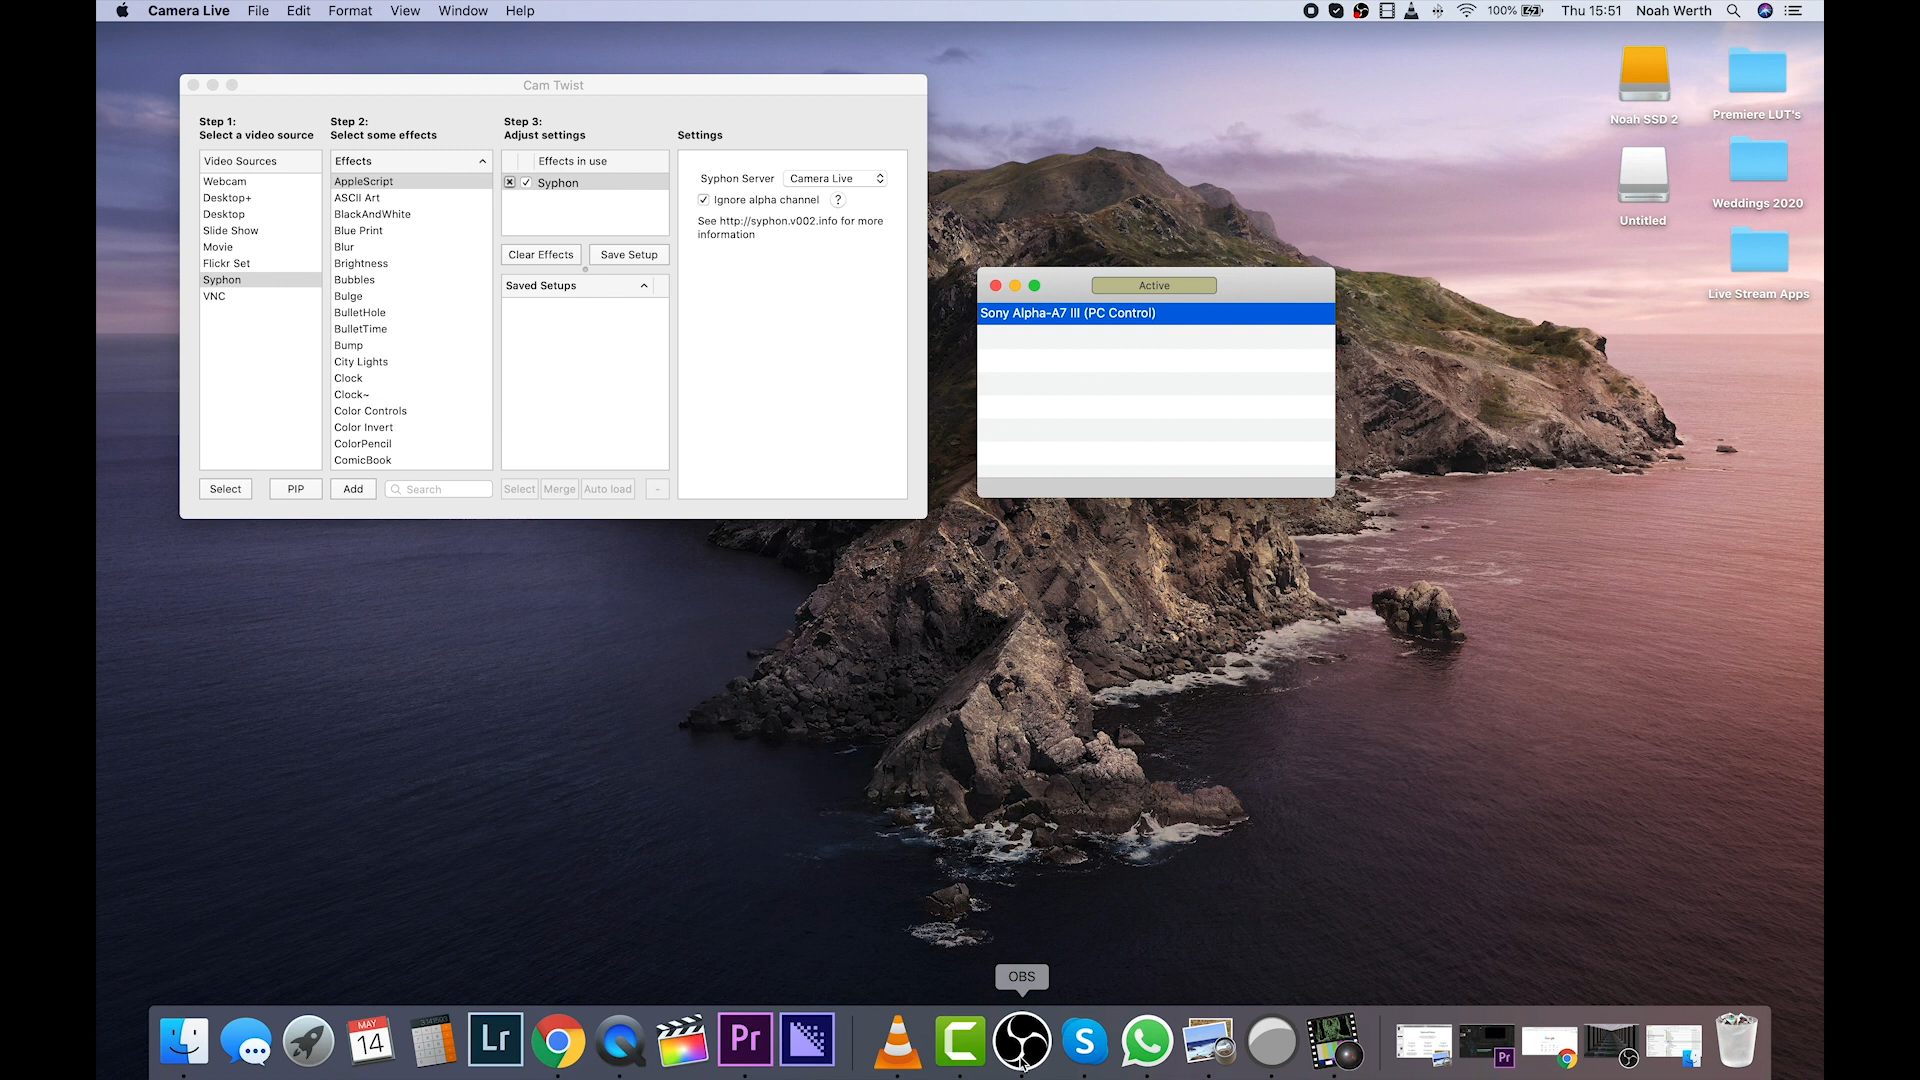 Camera Live File Edit Format View Window Help
100% Thu 15:51 Noah Werth
Cam Twist
Step 1:
Select a video source
Step 2:
Select some effects
Step 3:
Adjust settings
Settings
Video Sources
Webcam
Desktop+
Desktop
Slide Show
Movie
Flickr Set
Syphon
VNC
Select
PIP
Effects
AppleScript
ASCII Art
BlackAndWhite
Blue Print
Blur
Brightness
Bubbles
Bulge
BulletHole
BulletTime
Bump
City Lights
Clock
Clock~
Color Controls
Color Invert
ColorPencil
ComicBook
Add
Search
Effects in use
Syphon
Clear Effects
Save Setup
Saved Setups
Select
Merge
Auto load
-
Syphon Server Camera Live
Ignore alpha channel ?
See http://syphon.v002.info for more
information
Active
Sony Alpha-A7 III (PC Control)
Noah SSD 2
Premiere LUT's
Untitled
Weddings 2020
Live Stream Apps
OBS
MAY
14
Lr
Pr
Pr